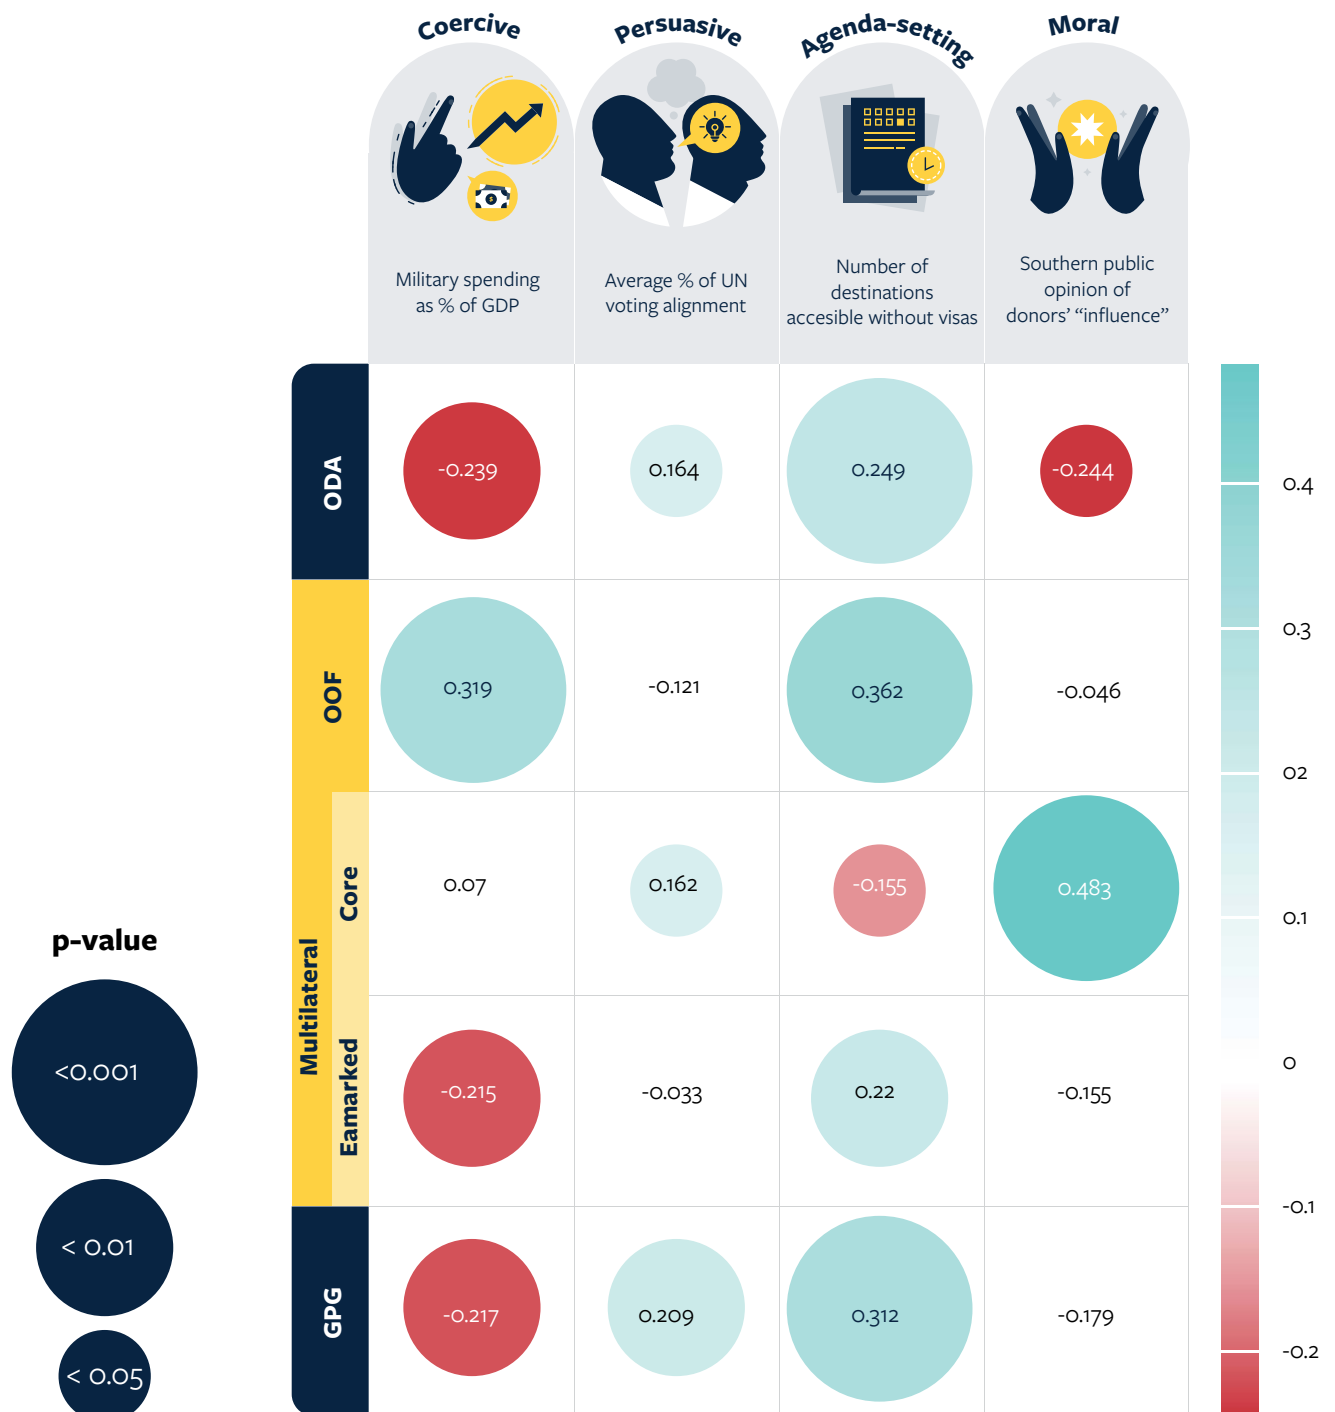 Coercive
Persuasive
Agenda-setting
Moral
Military spending
as % of GDP
Average % of UN
voting alignment
Number of
destinations
accesible without visas
Southern public
opinion of
donors’ “influence”
ODA
-0.239
0.164
0.249
-0.244
OOF
0.319
-0.121
0.362
-0.046
Multilateral
Core
0.07
0.162
-0.155
0.483
Eamarked
-0.215
-0.033
0.22
-0.155
GPG
-0.217
0.209
0.312
-0.179
p-value
<0.001
< 0.01
< 0.05
0.4
0.3
02
0.1
0
-0.1
-0.2